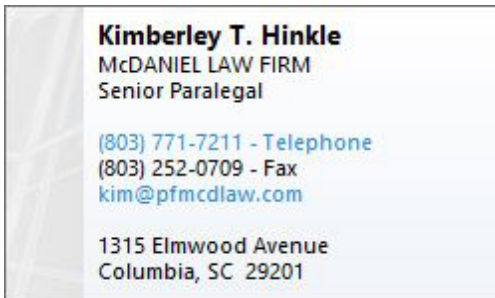 Kimberley T. Hinkle
McDANIEL LAW FIRM
Senior Paralegal
(803) 771-7211 - Telephone
(803) 252-0709 - Fax
kim@pfmcdlaw.com
1315 Elmwood Avenue
Columbia, SC  29201